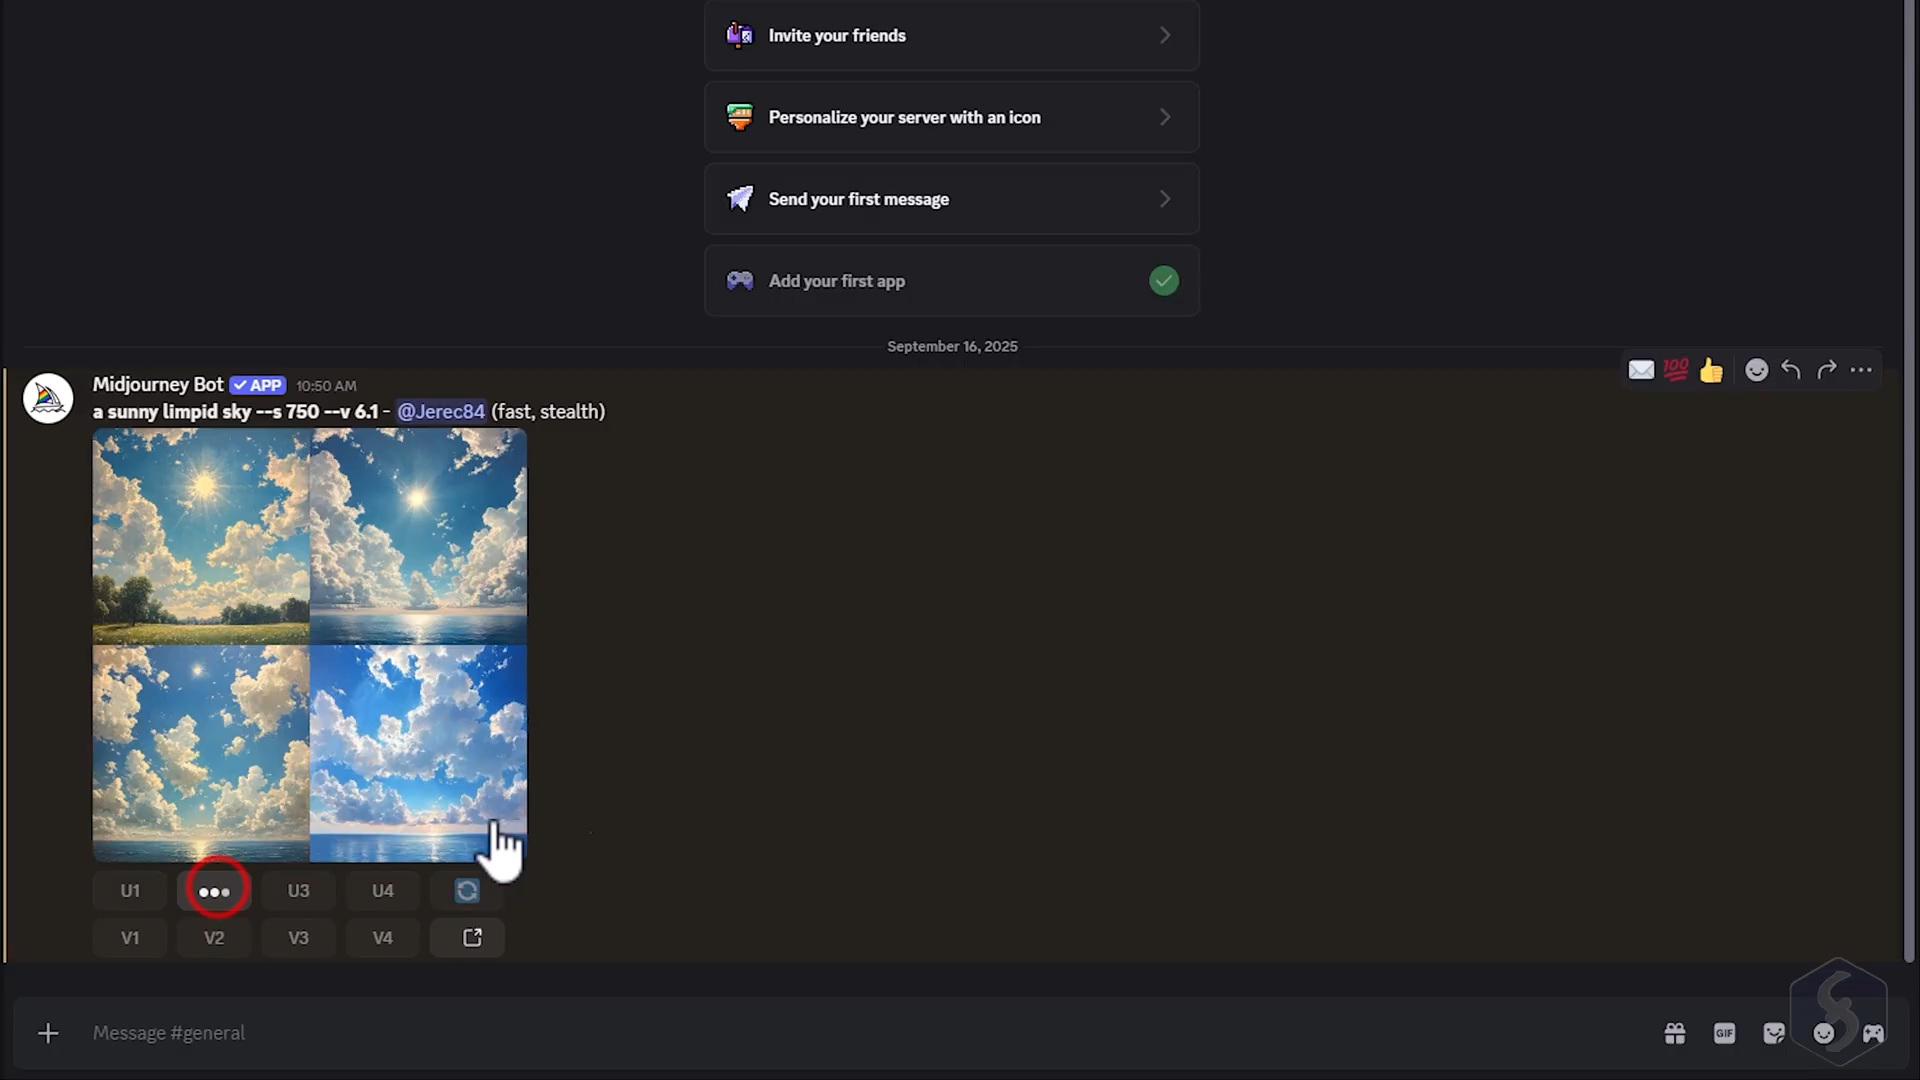 Invite your friends
Personalize your server with an icon
Send your first message
Add your first app
September 16, 2025
Midjourney Bot APP 10:50 AM
a sunny limpid sky --s 750 --v 6.1 - @Jerec84 (fast, stealth)
U1 U3 U4
V1 V2 V3 V4
Message #general
GIF